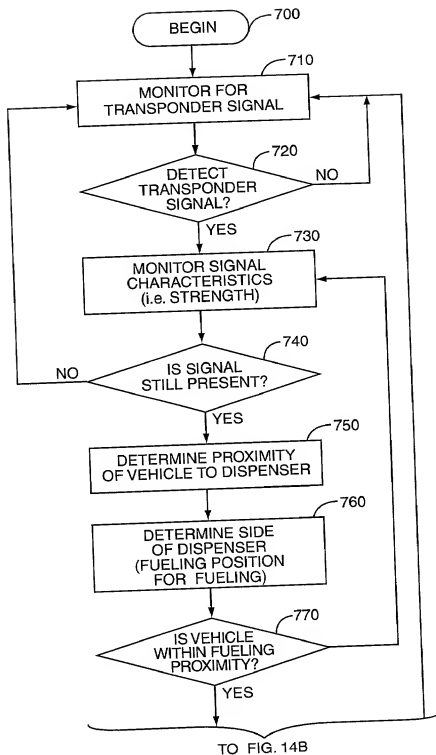 BEGIN
700
710
MONITOR FOR
TRANSPONDER SIGNAL
720
DETECT
TRANSPONDER
SIGNAL?
NO
YES
730
MONITOR SIGNAL
CHARACTERISTICS
(i.e. STRENGTH)
740
NO
IS SIGNAL
STILL PRESENT?
YES
750
DETERMINE PROXIMITY
OF VEHICLE TO DISPENSER
760
DETERMINE SIDE
OF DISPENSER
(FUELING POSITION
FOR FUELING)
770
IS VEHICLE
WITHIN FUELING
PROXIMITY?
YES
TO FIG. 14B